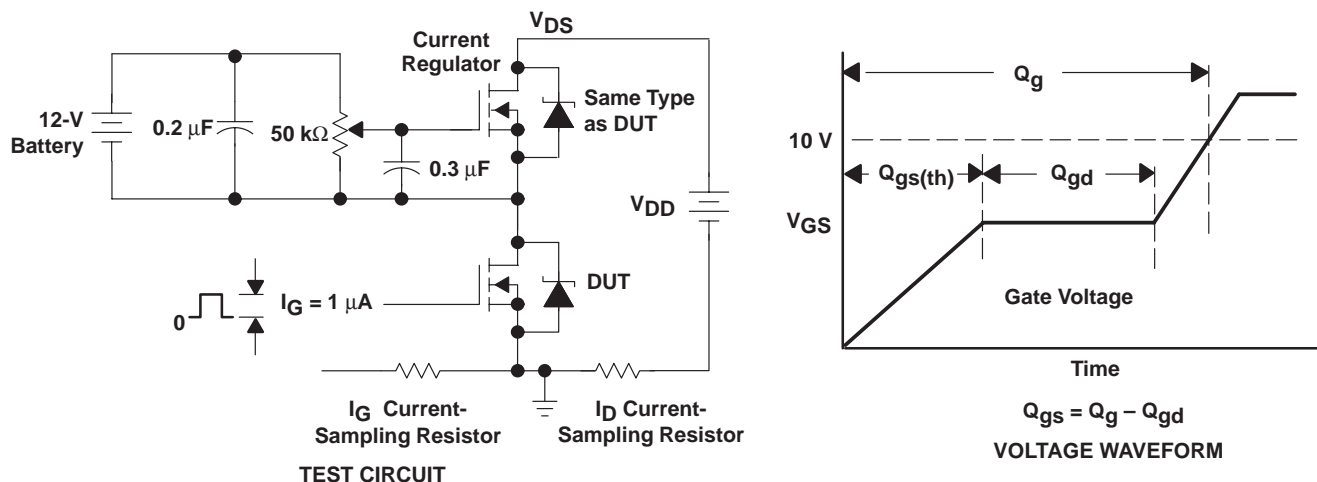 VDS
Current
Regulator
12-V
Battery
0.2 μF
50 kΩ
0.3 μF
Same Type
as DUT
VDD
0
IG = 1 μA
DUT
IG Current-
Sampling Resistor
ID Current-
Sampling Resistor
TEST CIRCUIT
Qg
10 V
Qgs(th)
Qgd
VGS
Gate Voltage
Time
Qgs = Qg – Qgd
VOLTAGE WAVEFORM